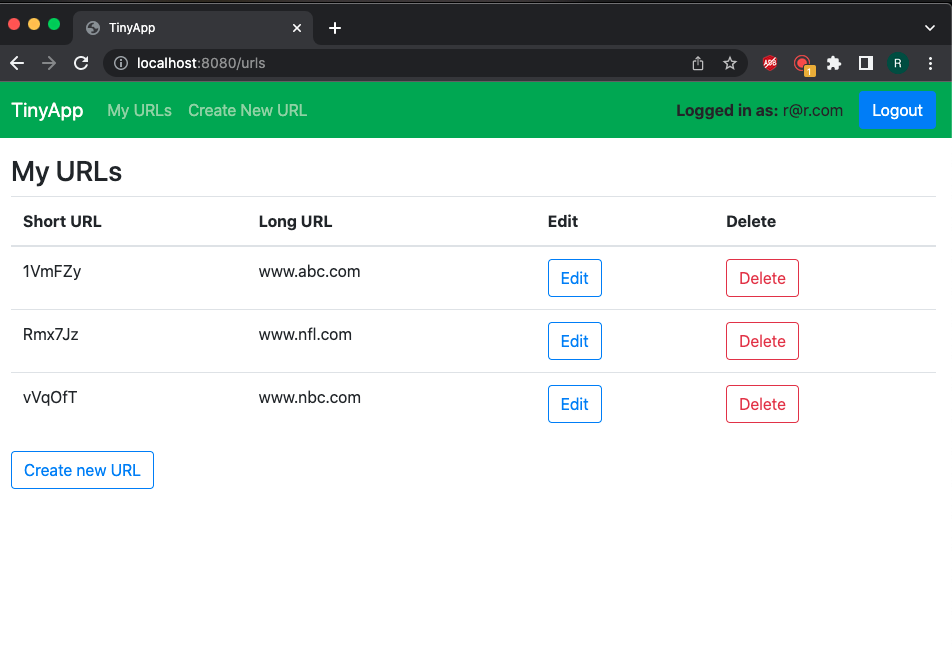 TinyApp
localhost:8080/urls
1
R
TinyApp My URLs Create New URL Logged in as: r@r.com Logout
My URLs
Short URL Long URL Edit Delete
1VmFZy www.abc.com Edit Delete
Rmx7Jz www.nfl.com Edit Delete
vVqOfT www.nbc.com Edit Delete
Create new URL